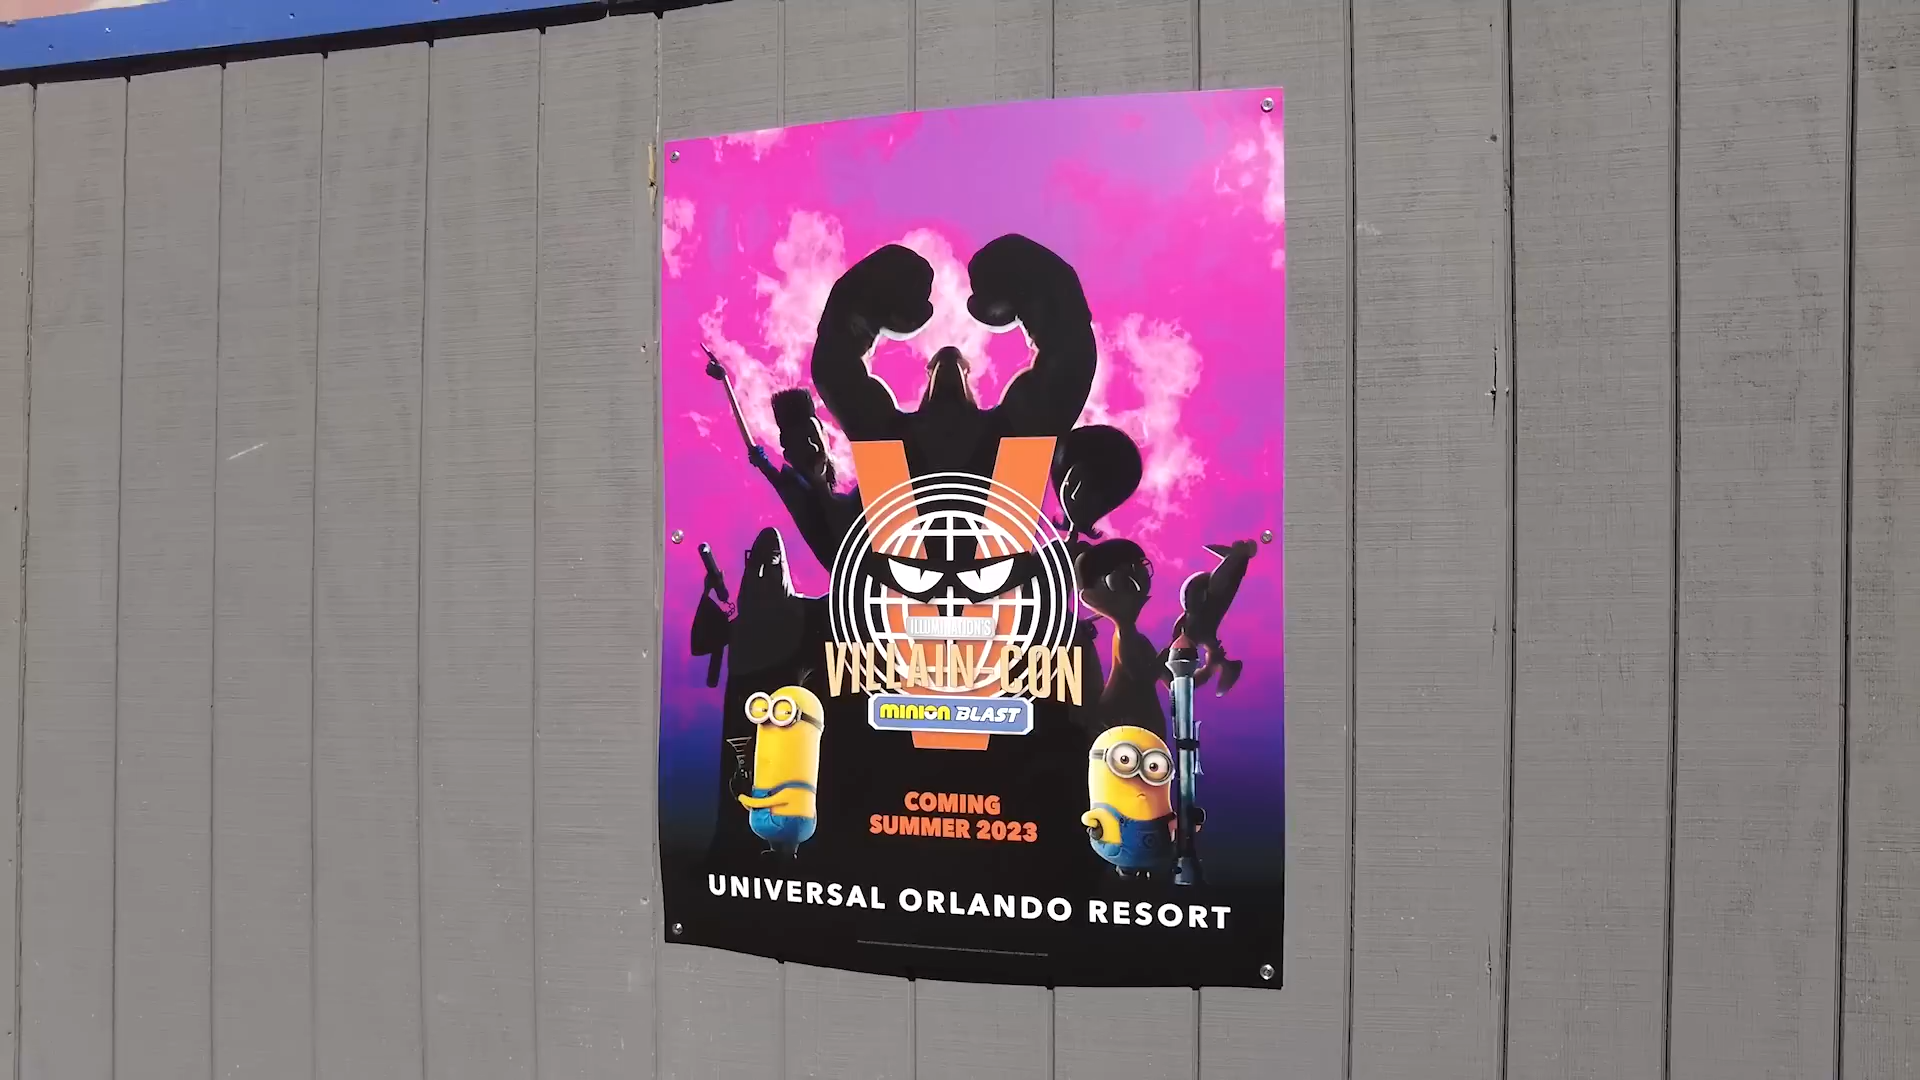 ILLUMINATION'S
VILLAIN-CON
MINION BLAST
COMING
SUMMER 2023
UNIVERSAL ORLANDO RESORT